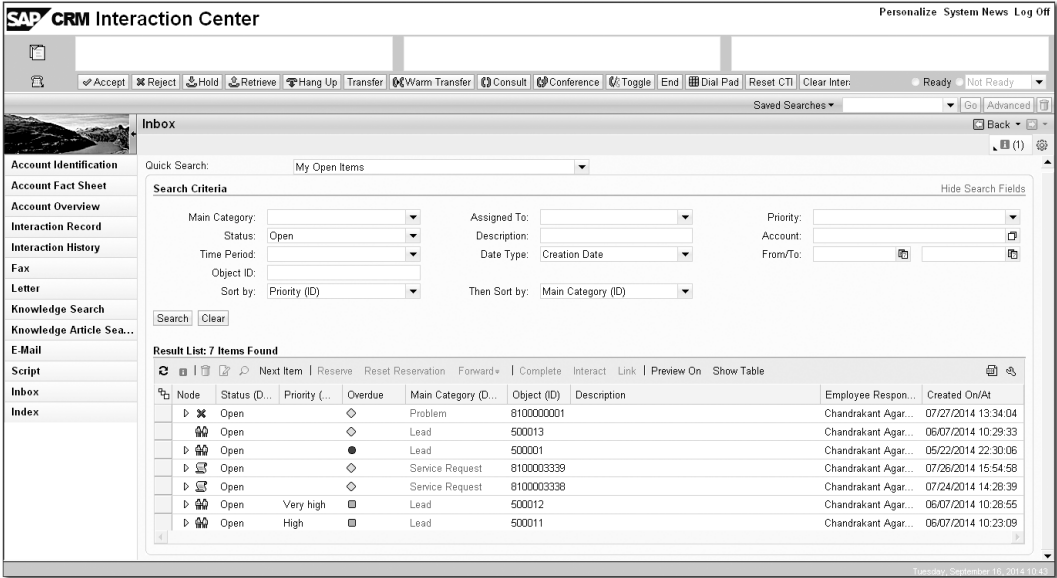 SAP CRM Interaction Center
Personalize System News Log Off
Accept Reject Hold Retrieve Hang Up Transfer Warm Transfer Consult Conference Toggle End Dial Pad Reset CTI Clear Inter
Ready Not Ready
Saved Searches Go Advanced
Inbox Back
(1)
Account Identification
Account Fact Sheet
Account Overview
Interaction Record
Interaction History
Fax
Letter
Knowledge Search
Knowledge Article Sea...
E-Mail
Script
Inbox
Index
Quick Search: My Open Items
Search Criteria Hide Search Fields
Main Category: Assigned To: Priority:
Status: Open Description: Account:
Time Period: Date Type: Creation Date From/To:
Object ID:
Sort by: Priority (ID) Then Sort by: Main Category (ID)
Search Clear
Result List: 7 Items Found
Next Item Reserve Reset Reservation Forward Complete Interact Link Preview On Show Table
Node Status (D... Priority (... Overdue Main Category (D... Object (ID) Description Employee Respon... Created On/At
Open Problem 8100000001 Chandrakant Agar... 07/27/2014 13:34:04
Open Lead 500013 Chandrakant Agar... 06/07/2014 10:29:33
Open Lead 500001 Chandrakant Agar... 05/22/2014 22:30:06
Open Service Request 8100003339 Chandrakant Agar... 07/26/2014 15:54:58
Open Service Request 8100003338 Chandrakant Agar... 07/24/2014 14:28:39
Open Very high Lead 500012 Chandrakant Agar... 06/07/2014 10:28:55
Open High Lead 500011 Chandrakant Agar... 06/07/2014 10:23:09
Tuesday, September 16, 2014 10:43